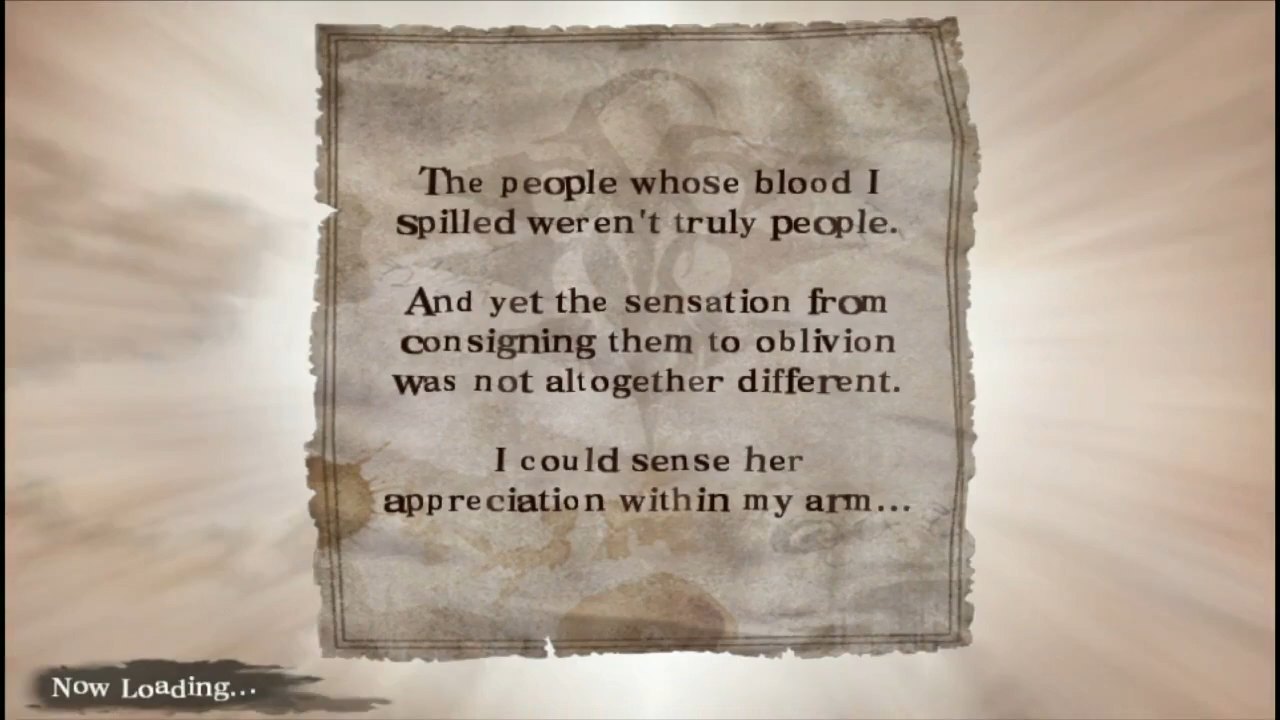 The people whose blood I
spilled weren't truly people.
And yet the sensation from
consigning them to oblivion
was not altogether different.
I could sense her
appreciation within my arm...
Now Loading...